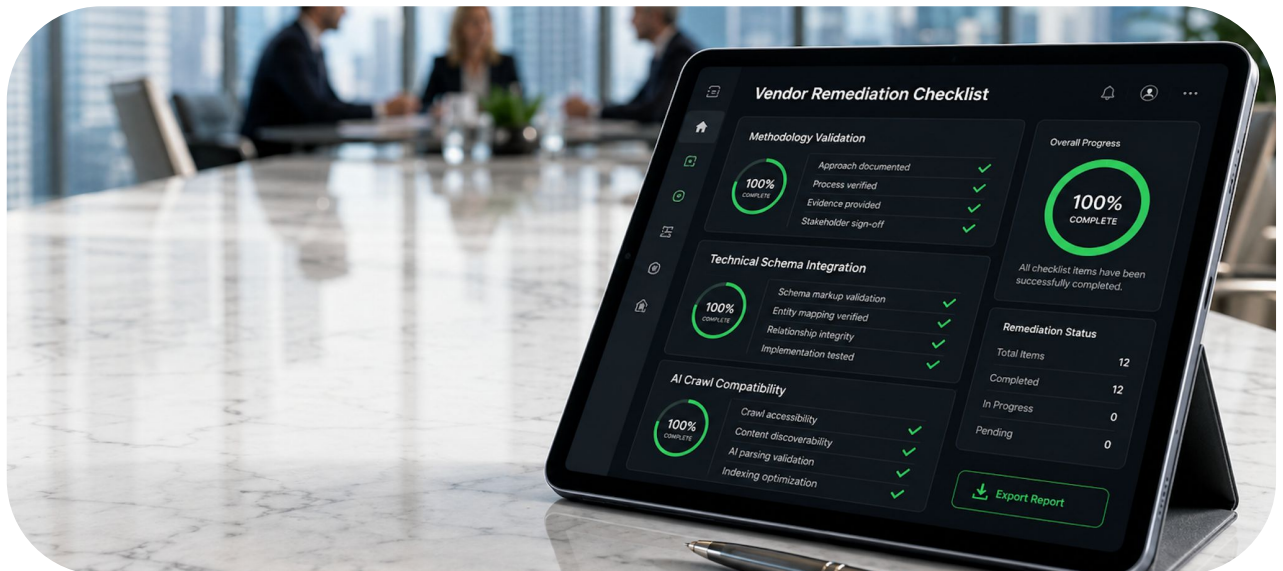 Vendor Remediation Checklist
Methodology Validation
100%
COMPLETE
Approach documented
Process verified
Evidence provided
Stakeholder sign-off
Technical Schema Integration
100%
COMPLETE
Schema markup validation
Entity mapping verified
Relationship integrity
Implementation tested
AI Crawl Compatibility
100%
COMPLETE
Crawl accessibility
Content discoverability
AI parsing validation
Indexing optimization
Overall Progress
100%
COMPLETE
All checklist items have been
successfully completed.
Remediation Status
Total Items 12
Completed 12
In Progress 0
Pending 0
Export Report